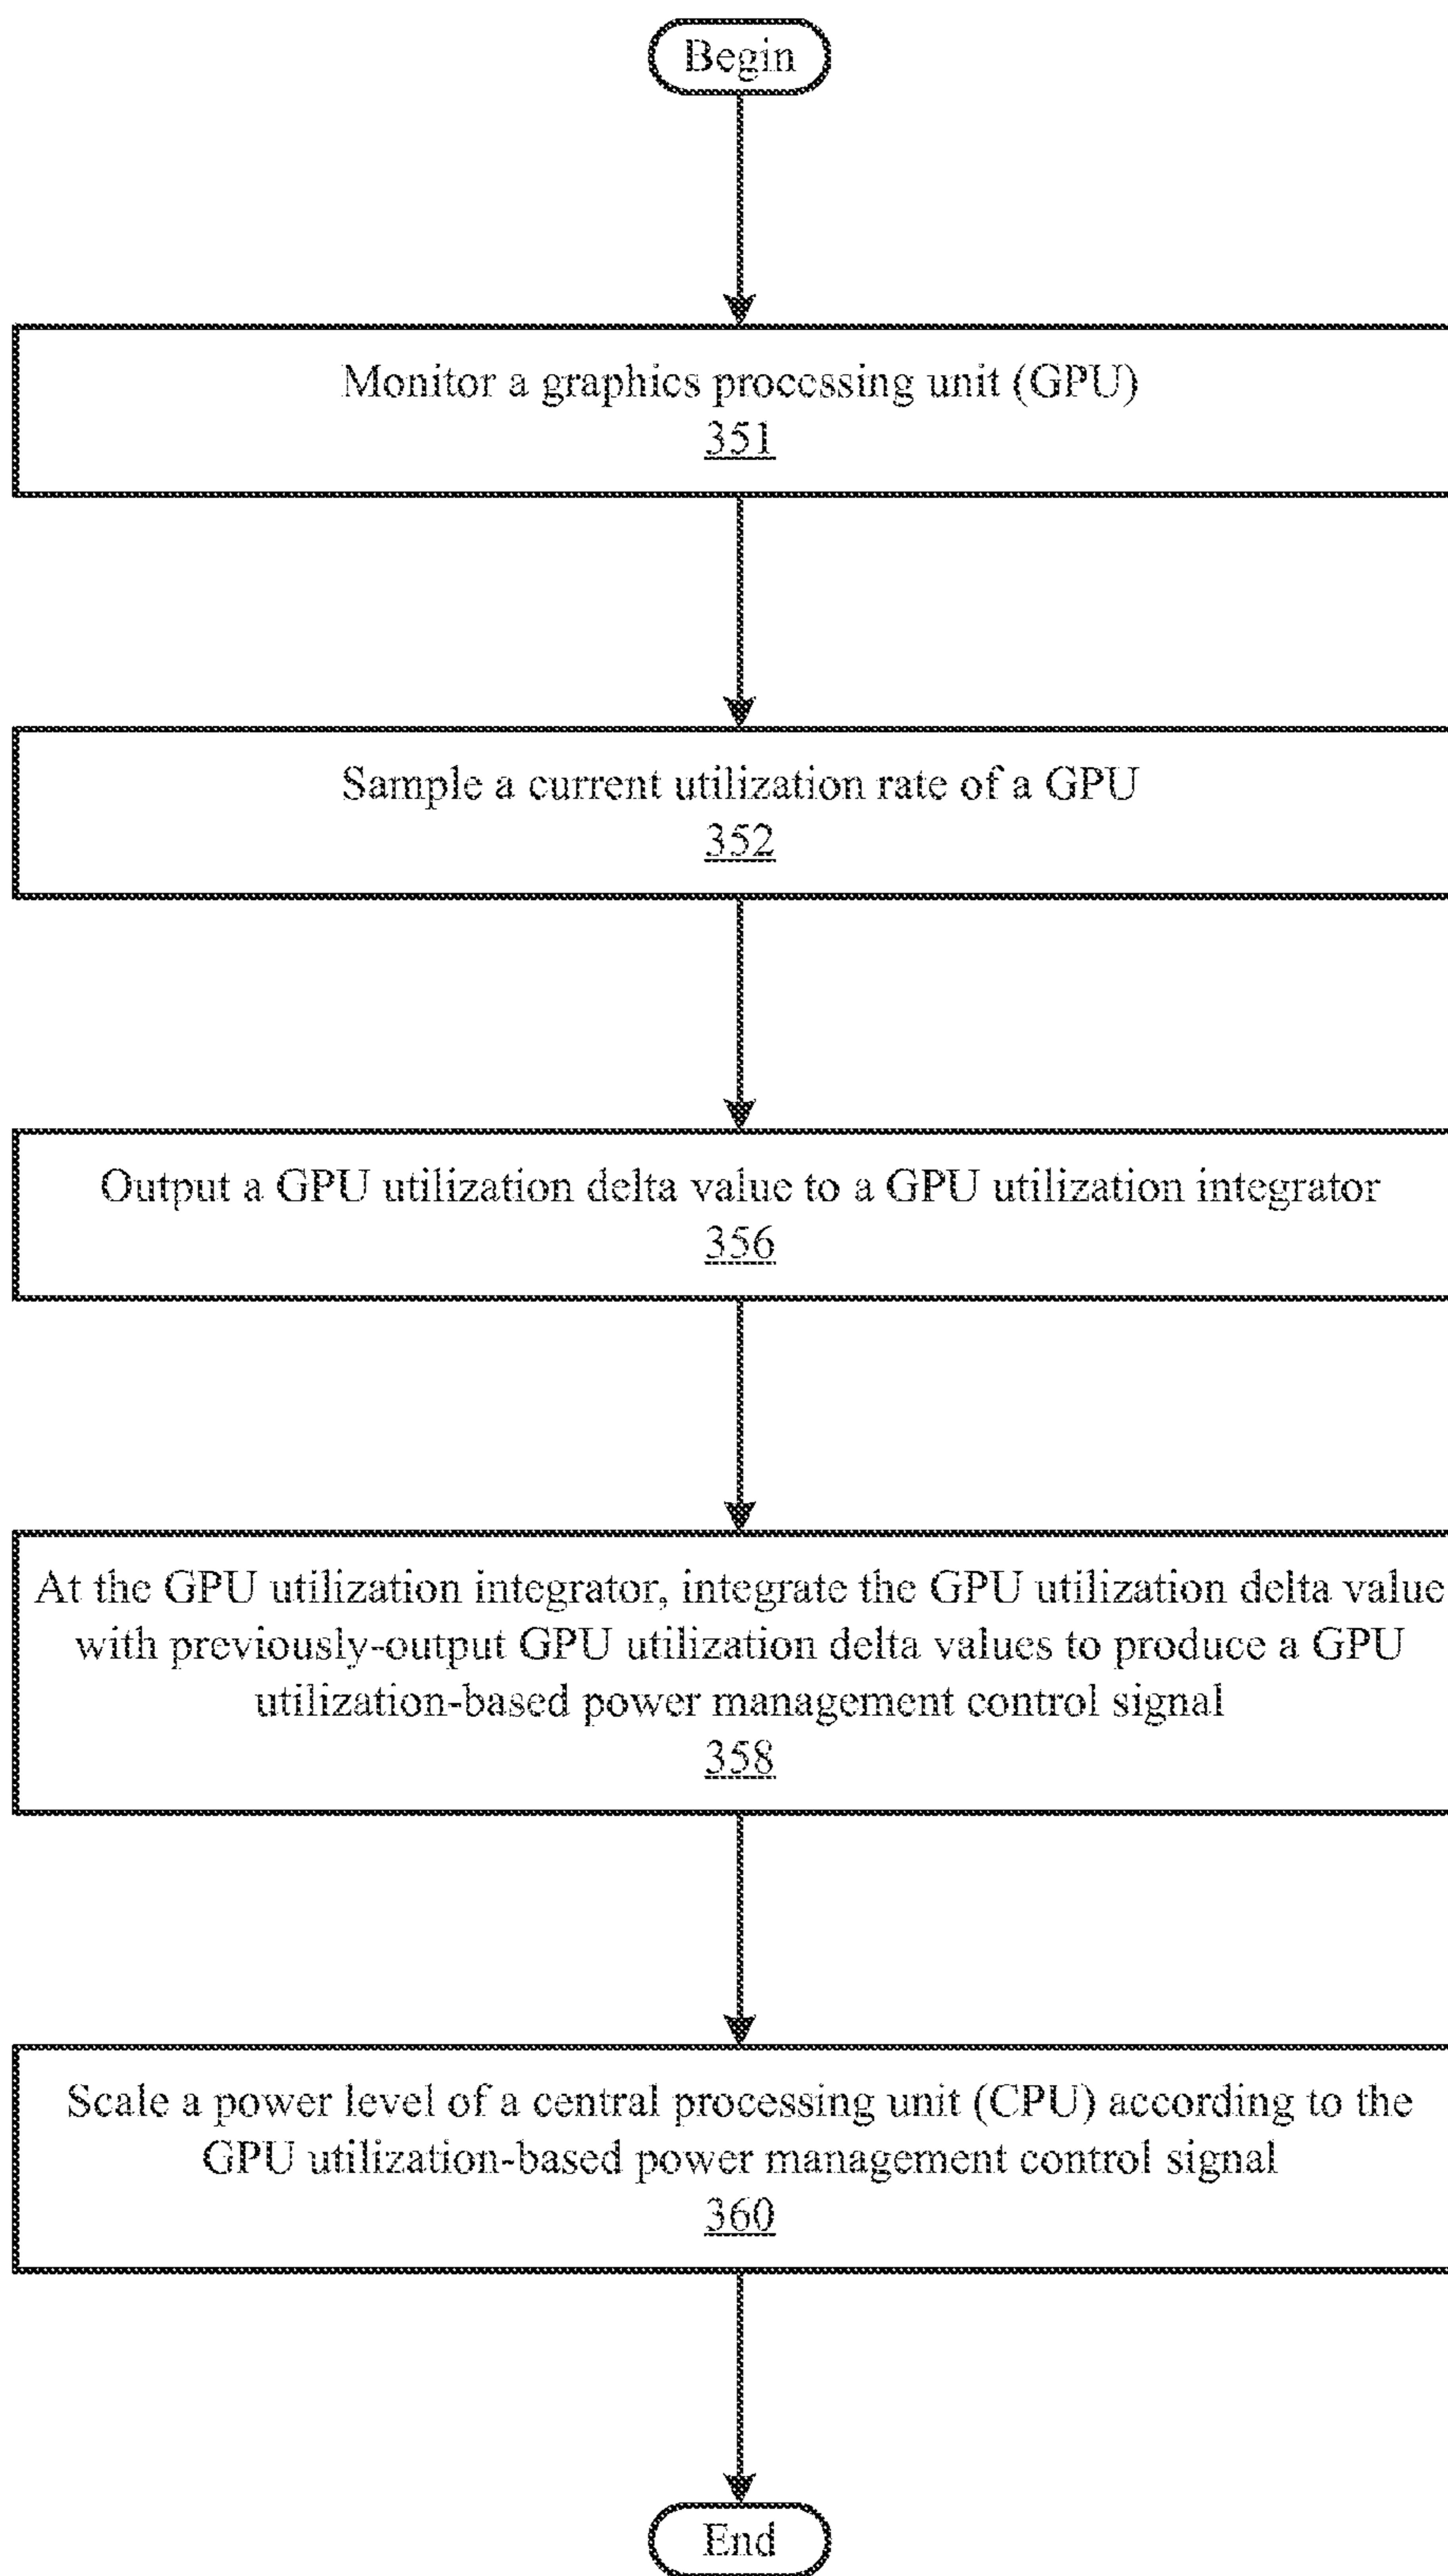 Begin
Monitor a graphics processing unit (GPU)
351
Sample a current utilization rate of a GPU
352
Output a GPU utilization delta value to a GPU utilization integrator
356
At the GPU utilization integrator, integrate the GPU utilization delta value
with previously-output GPU utilization delta values to produce a GPU
utilization-based power management control signal
358
Scale a power level of a central processing unit (CPU) according to the
GPU utilization-based power management control signal
360
End